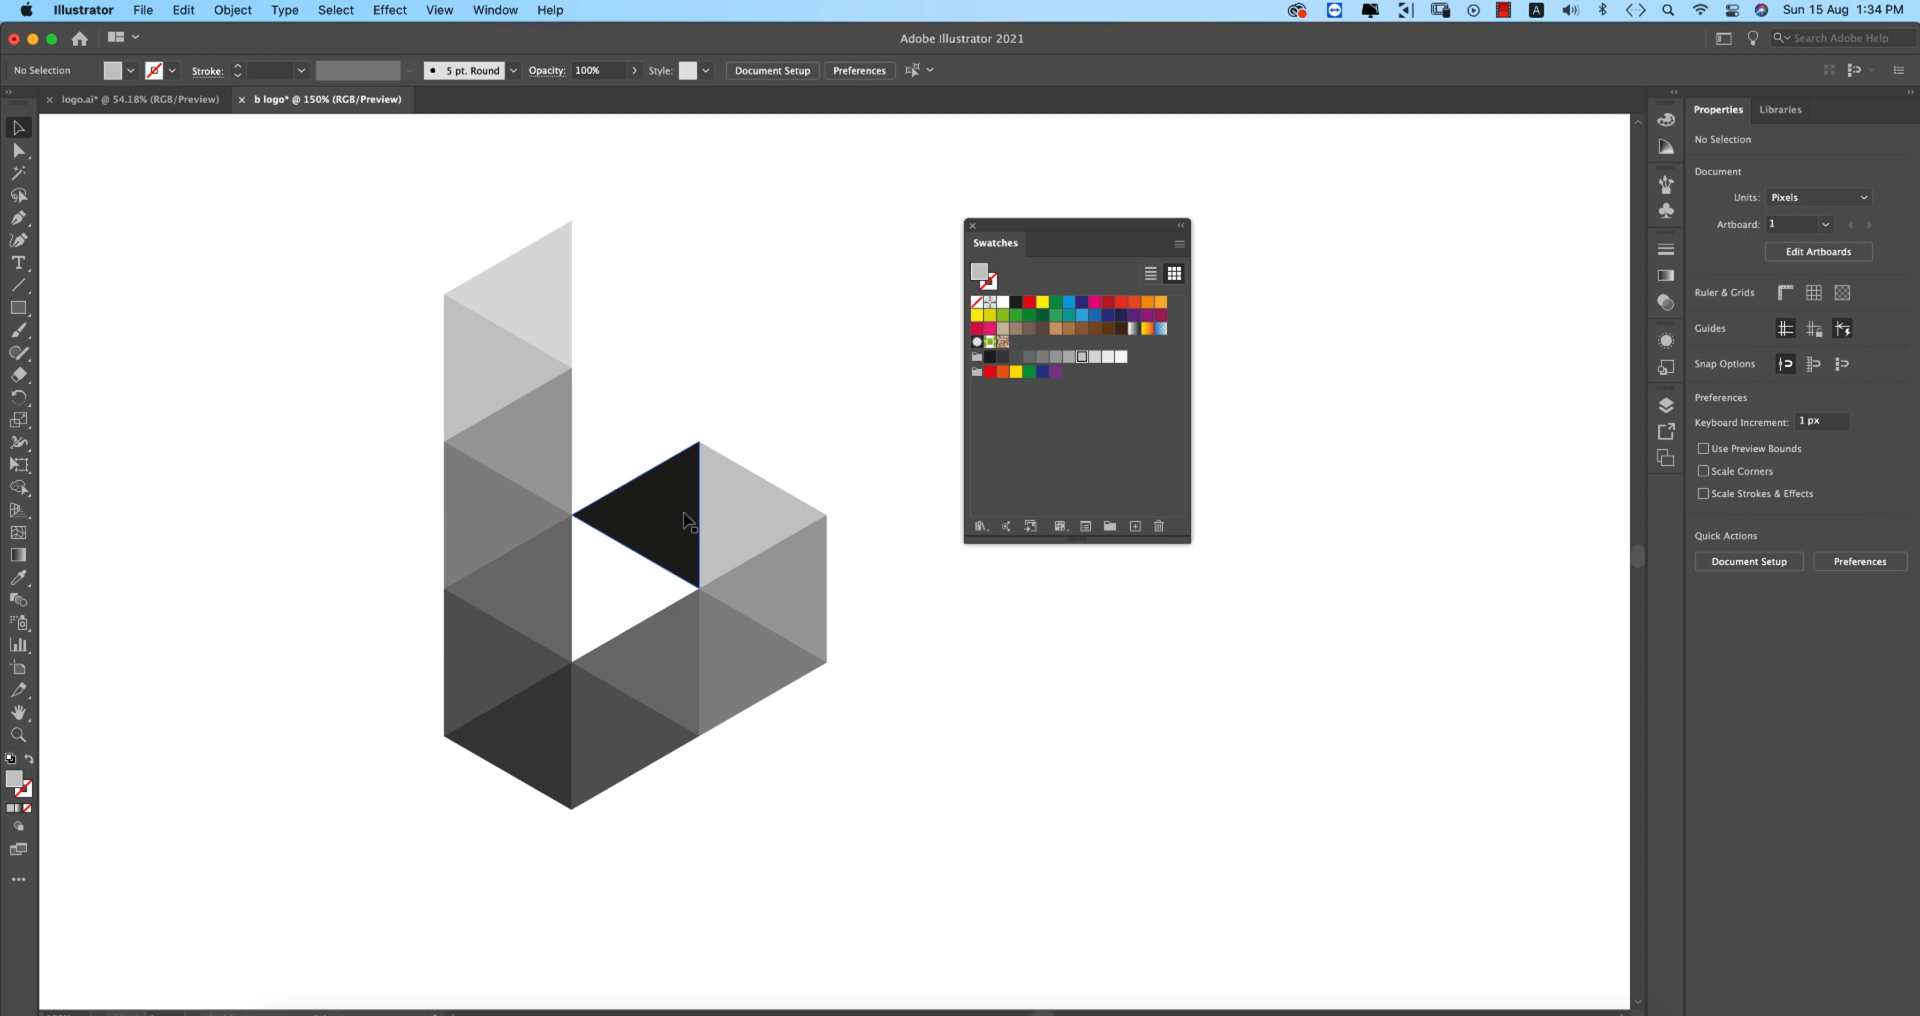 Illustrator File Edit Object Type Select Effect View Window Help
A
Sun 15 Aug 1:34 PM
Adobe Illustrator 2021
Search Adobe Help
No Selection
Stroke:
5 pt. Round
Opacity: 100%
Style:
Document Setup
Preferences
logo.ai* @ 54.18% (RGB/Preview)
b logo* @ 150% (RGB/Preview)
Swatches
Properties
Libraries
No Selection
Document
Units: Pixels
Artboard: 1
Edit Artboards
Ruler & Grids
Guides
Snap Options
Preferences
Keyboard Increment: 1 px
Use Preview Bounds
Scale Corners
Scale Strokes & Effects
Quick Actions
Document Setup
Preferences